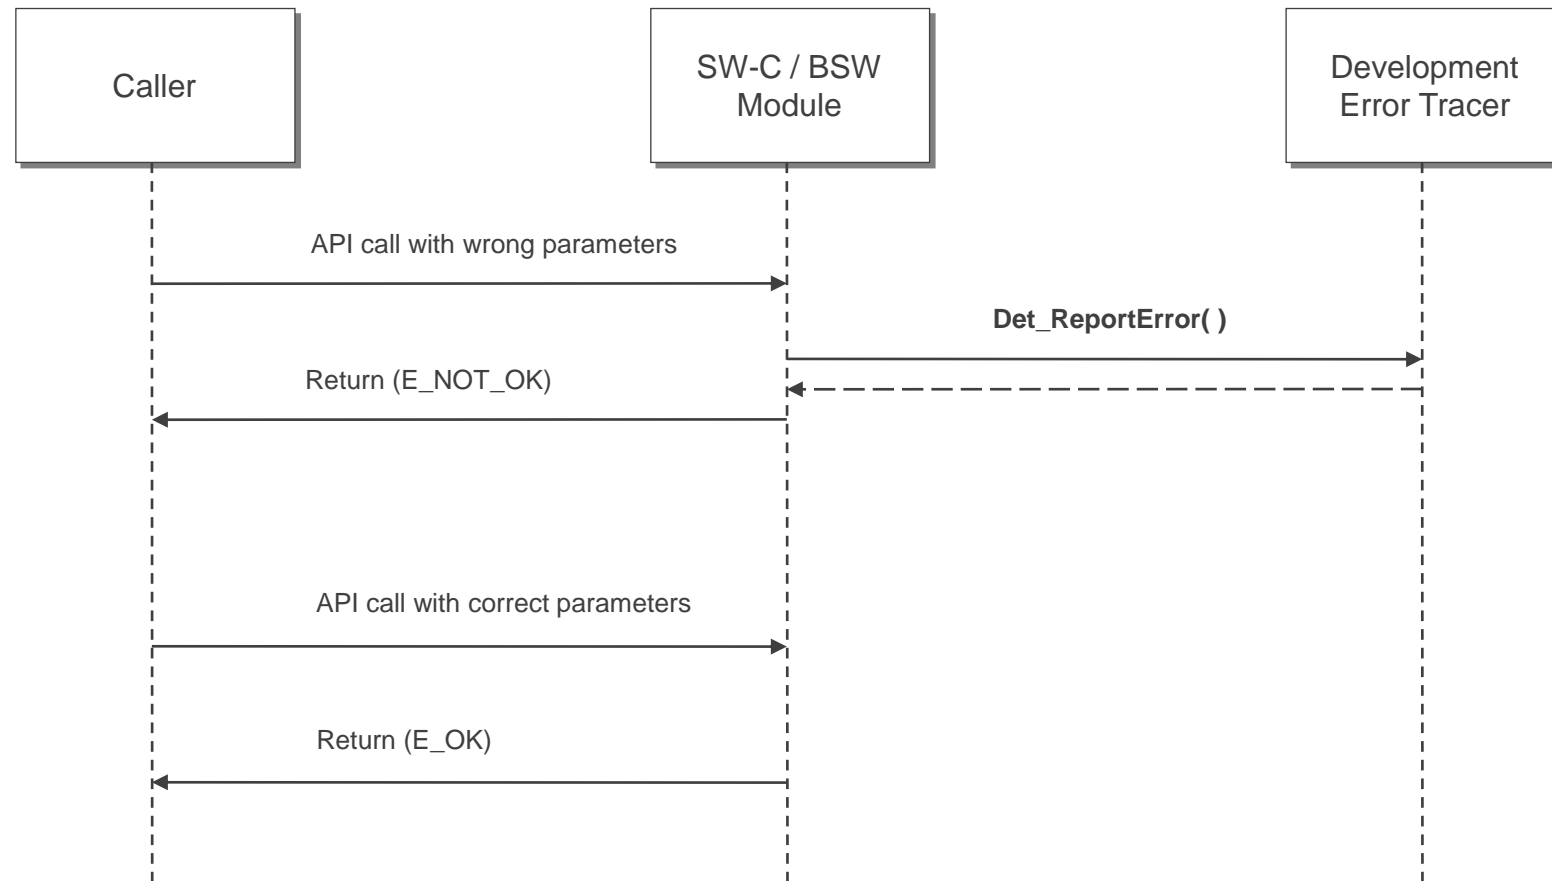 Caller
SW-C / BSW
Module
Development
Error Tracer
API call with wrong parameters
Det_ReportError( )
Return (E_NOT_OK)
API call with correct parameters
Return (E_OK)